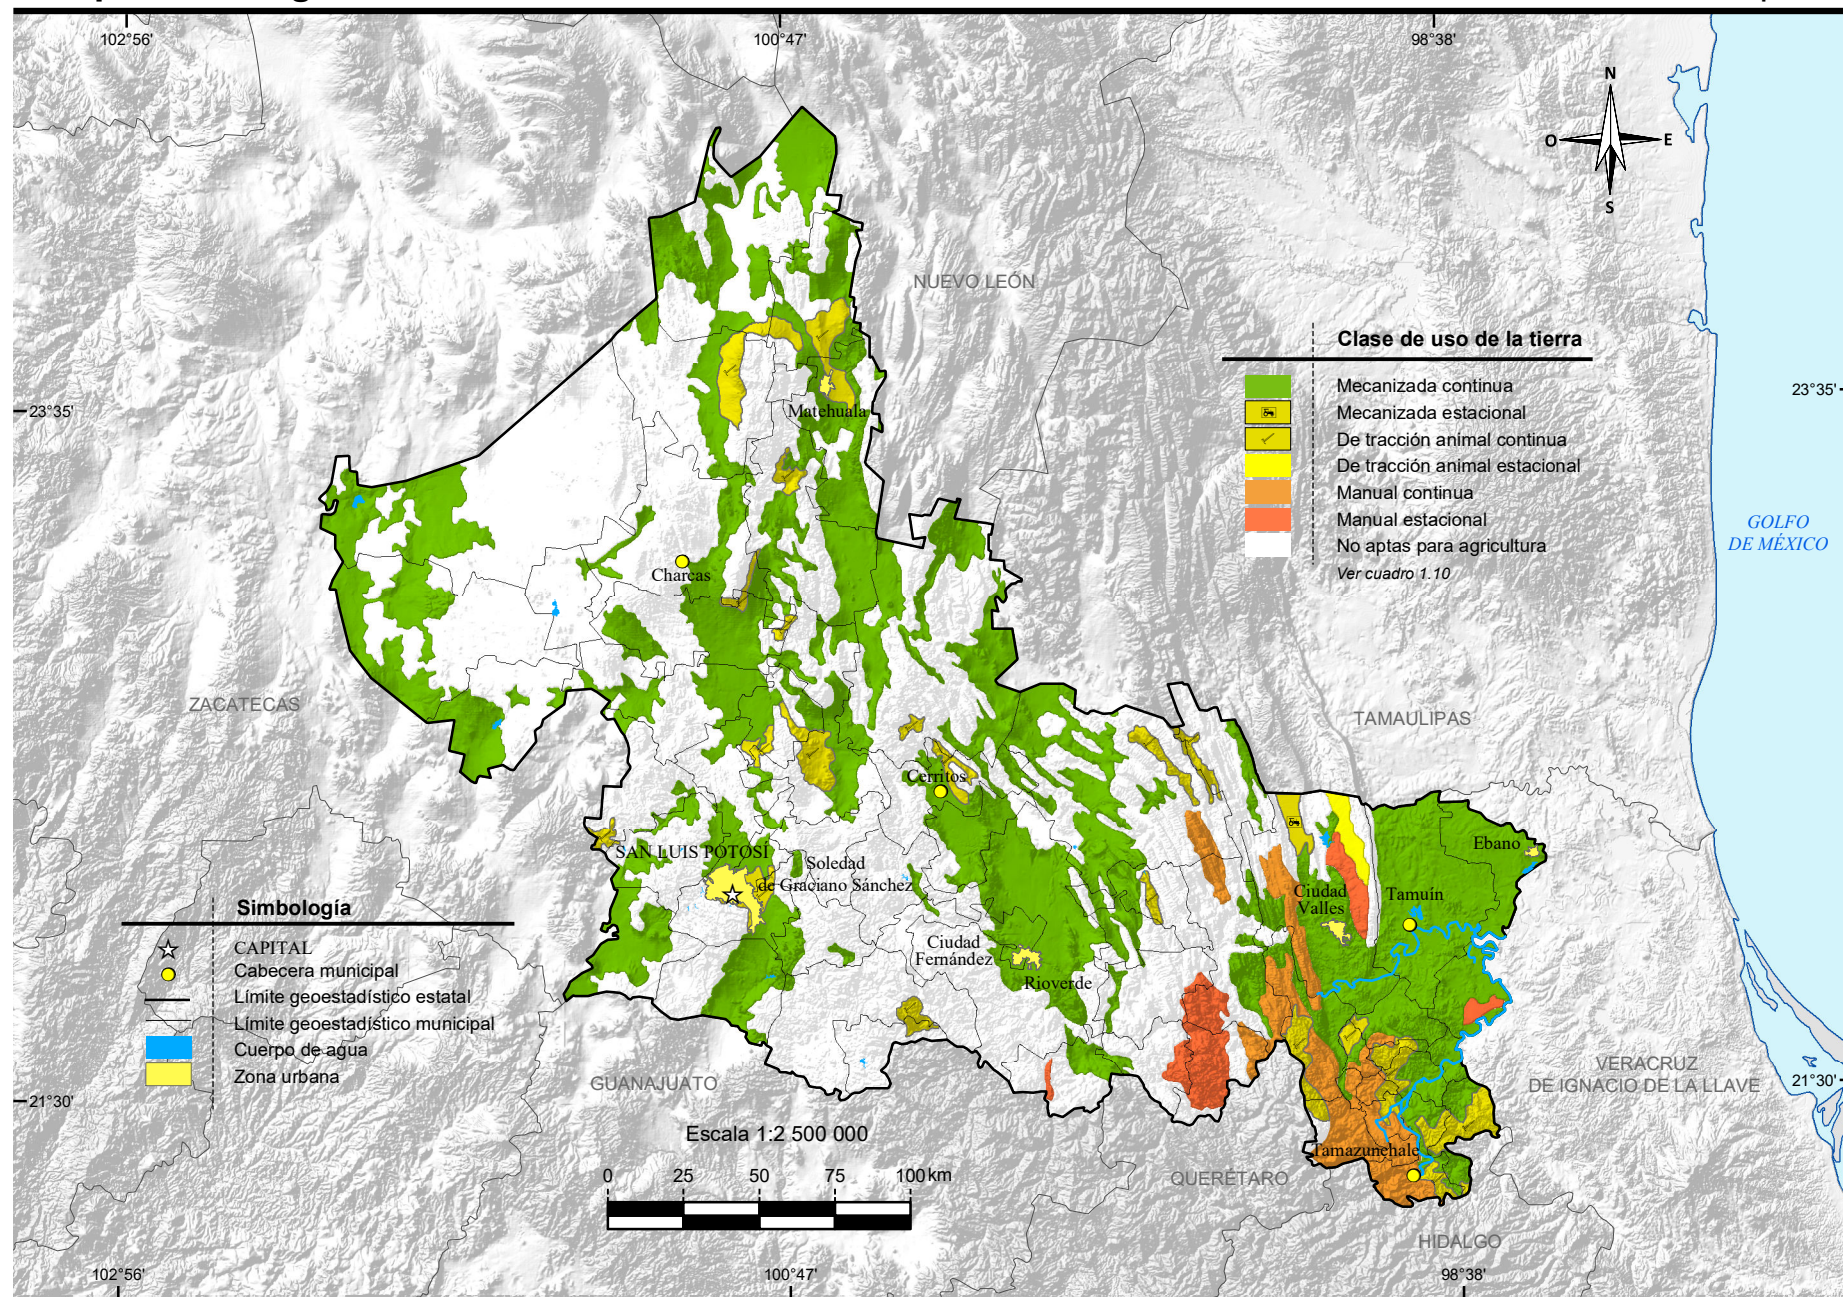 102°56'
100°47'
98°38'
N
O
E
S
NUEVO LEÓN
Clase de uso de la tierra
Mecanizada continua
Mecanizada estacional
De tracción animal continua
De tracción animal estacional
Manual continua
Manual estacional
No aptas para agricultura
Ver cuadro 1.10
23°35'
23°35'
Matehuala
GOLFO
DE MÉXICO
Charcas
ZACATECAS
TAMAULIPAS
Cerritos
Ebano
SAN LUIS POTOSÍ
Soledad
de Graciano Sánchez
Ciudad
Valles
Tamuín
Simbología
CAPITAL
Cabecera municipal
Límite geoestadístico estatal
Límite geoestadístico municipal
Cuerpo de agua
Zona urbana
Ciudad
Fernández
Rioverde
GUANAJUATO
VERACRUZ
DE IGNACIO DE LA LLAVE
21°30'
21°30'
Escala 1:2 500 000
0
25
50
75
100 km
Tamazunchale
QUERÉTARO
HIDALGO
102°56'
100°47'
98°38'